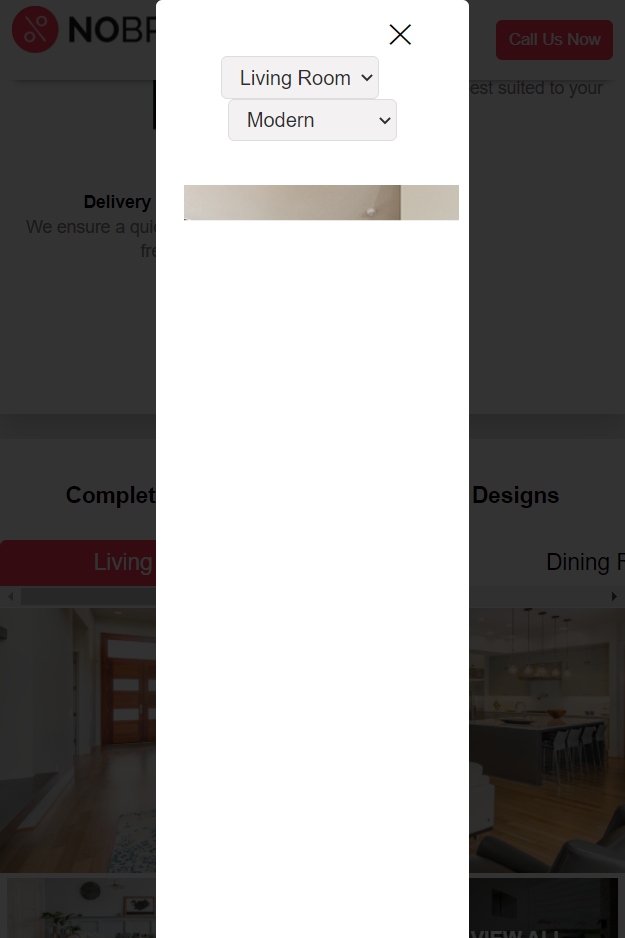 NOBR
Call Us Now
Living Room
Modern
est suited to your
Delivery
We ensure a qui
fre
Complet
Designs
Living
Dining F
VIEW ALL